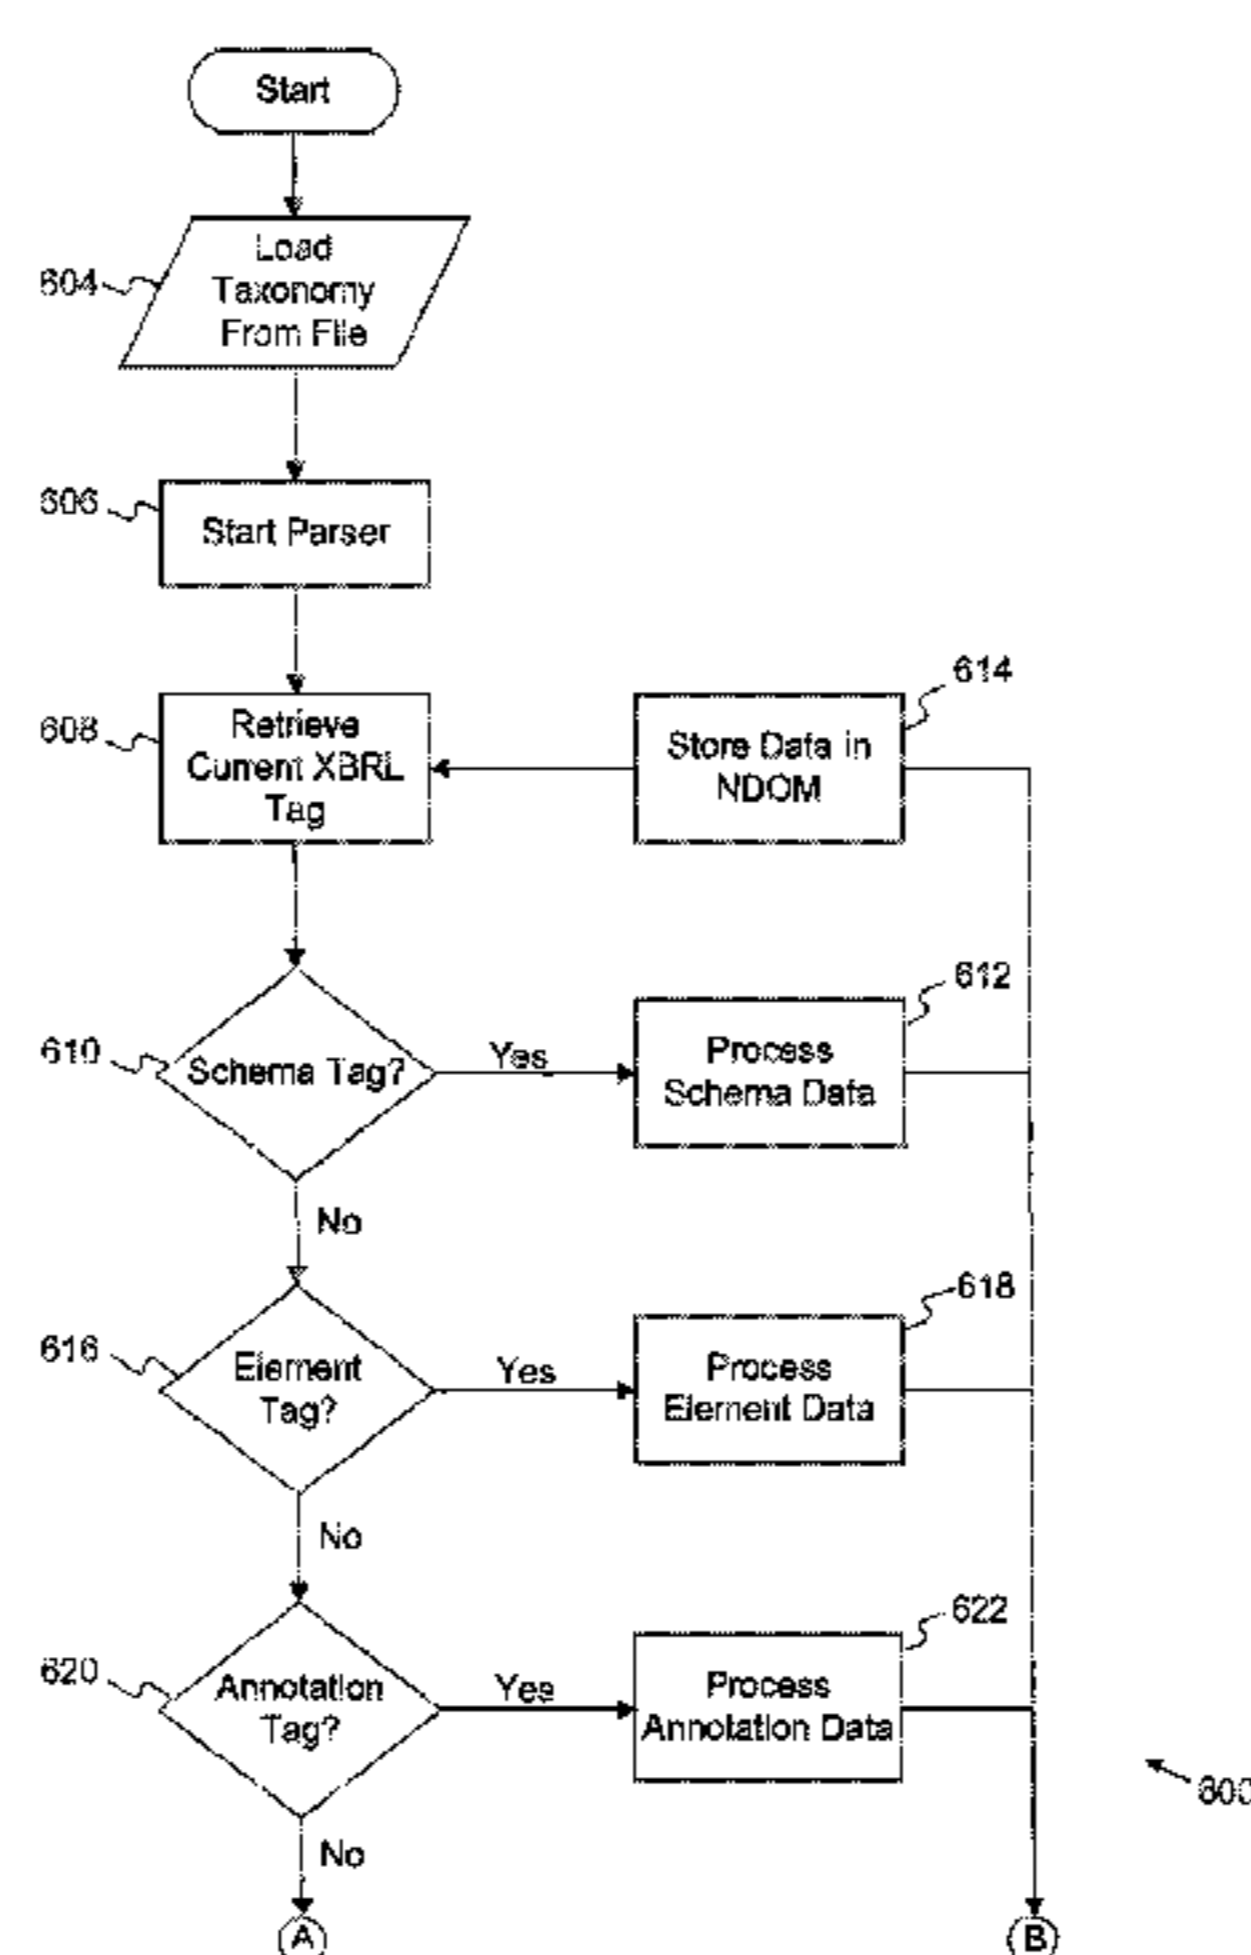 Start
604
Load
Taxonomy
From File
606
Start Parser
608
Retrieve
Current XBRL
Tag
614
Store Data in
NDOM
610
Schema Tag?
Yes
612
Process
Schema Data
No
616
Element
Tag?
Yes
618
Process
Element Data
No
620
Annotation
Tag?
Yes
622
Process
Annotation Data
600
No
A
B